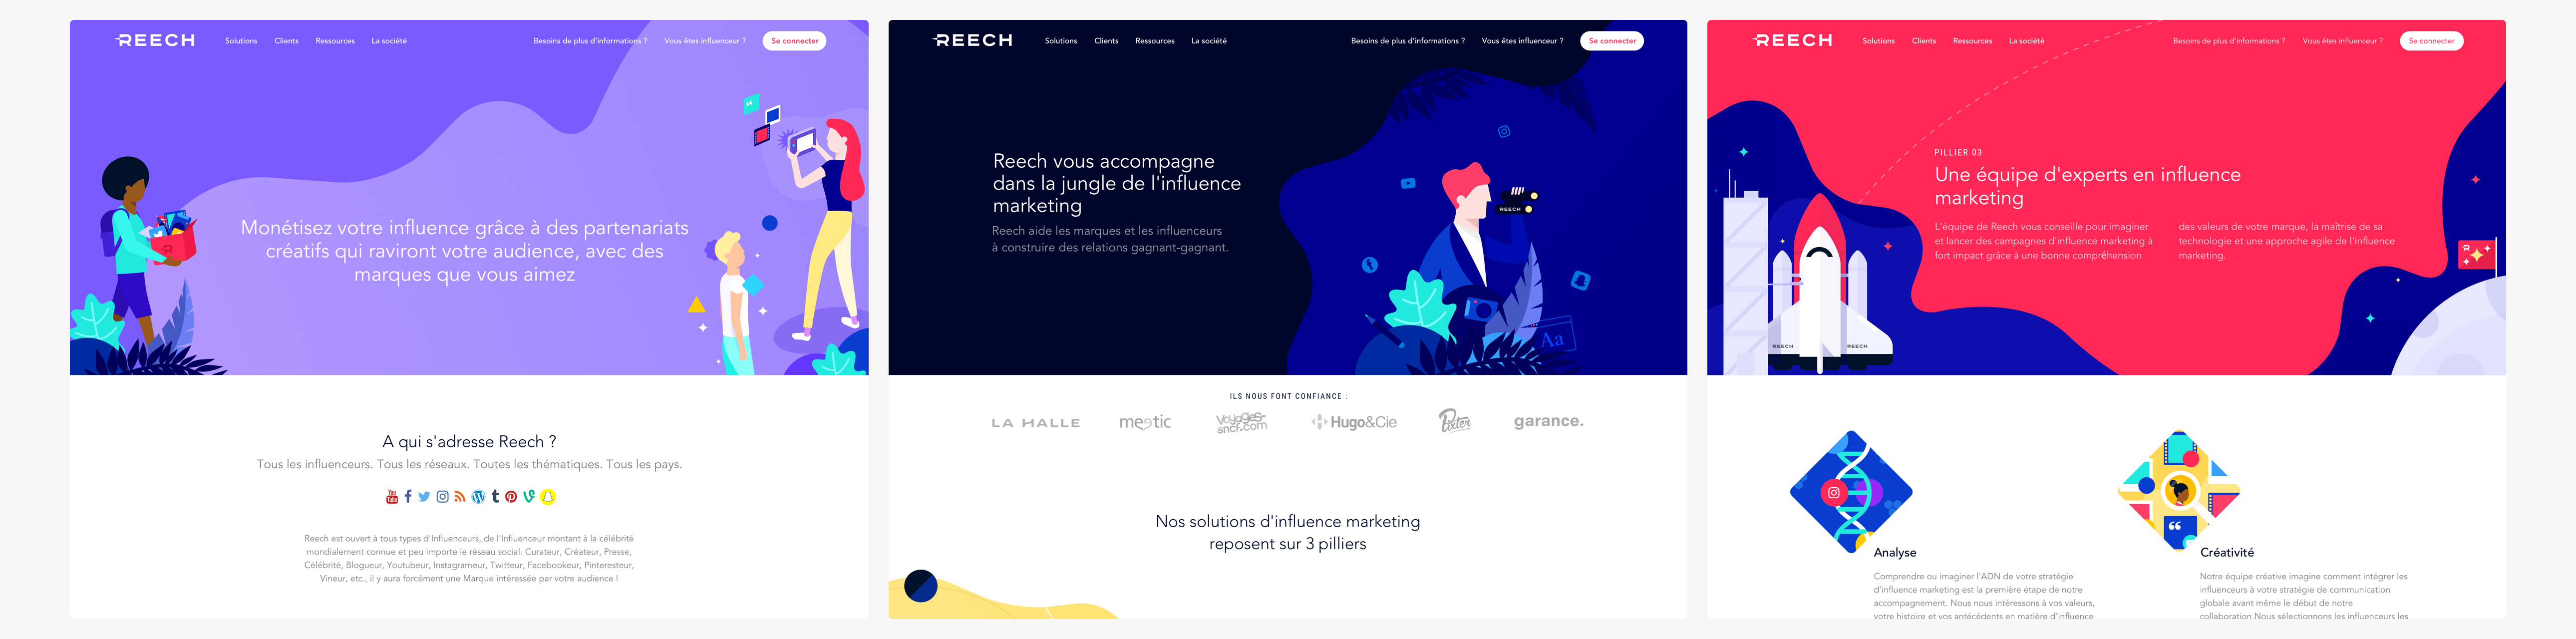 REECH
Solutions Clients Ressources La société
Besoins de plus d'informations ? Vous êtes influenceur ? Se connecter
Monétisez votre influence grâce à des partenariats
créatifs qui raviront votre audience, avec des
marques que vous aimez
A qui s'adresse Reech ?
Tous les influenceurs. Tous les réseaux. Toutes les thématiques. Tous les pays.
You Tube
Reech est ouvert à tous types d'Influenceurs, de l'Influenceur montant à la célébrité
mondialement connue et peu importe le réseau social. Curateur, Créateur, Presse,
Célébrité, Blogueur, Youtubeur, Instagrameur, Twitteur, Facebookeur, Pinteresteur,
Vineur, etc., il y aura forcément une Marque intéressée par votre audience !
REECH
Solutions Clients Ressources La société
Besoins de plus d'informations ? Vous êtes influenceur ? Se connecter
Reech vous accompagne
dans la jungle de l'influence
marketing
Reech aide les marques et les influenceurs
à construire des relations gagnant-gagnant.
REECH
Aa
ILS NOUS FONT CONFIANCE :
LA HALLE meetic Voyages-sncf.com Hugo&Cie Pixter garance.
Nos solutions d'influence marketing
reposent sur 3 pilliers
REECH
Solutions Clients Ressources La société
Besoins de plus d'informations ? Vous êtes influenceur ? Se connecter
PILLIER 03
Une équipe d'experts en influence
marketing
L'équipe de Reech vous conseille pour imaginer
et lancer des campagnes d'influence marketing à
fort impact grâce à une bonne compréhension
des valeurs de votre marque, la maîtrise de sa
technologie et une approche agile de l'influence
marketing.
REECH REECH
Analyse
Comprendre ou imaginer l'ADN de votre stratégie
d'influence marketing est la première étape de notre
accompagnement. Nous nous intéressons à vos valeurs,
votre histoire et vos antécédents en matière d'influence
Créativité
Notre équipe créative imagine comment intégrer les
influenceurs à votre stratégie de communication
globale avant même le début de notre
collaboration.Nous sélectionnons les influenceurs les